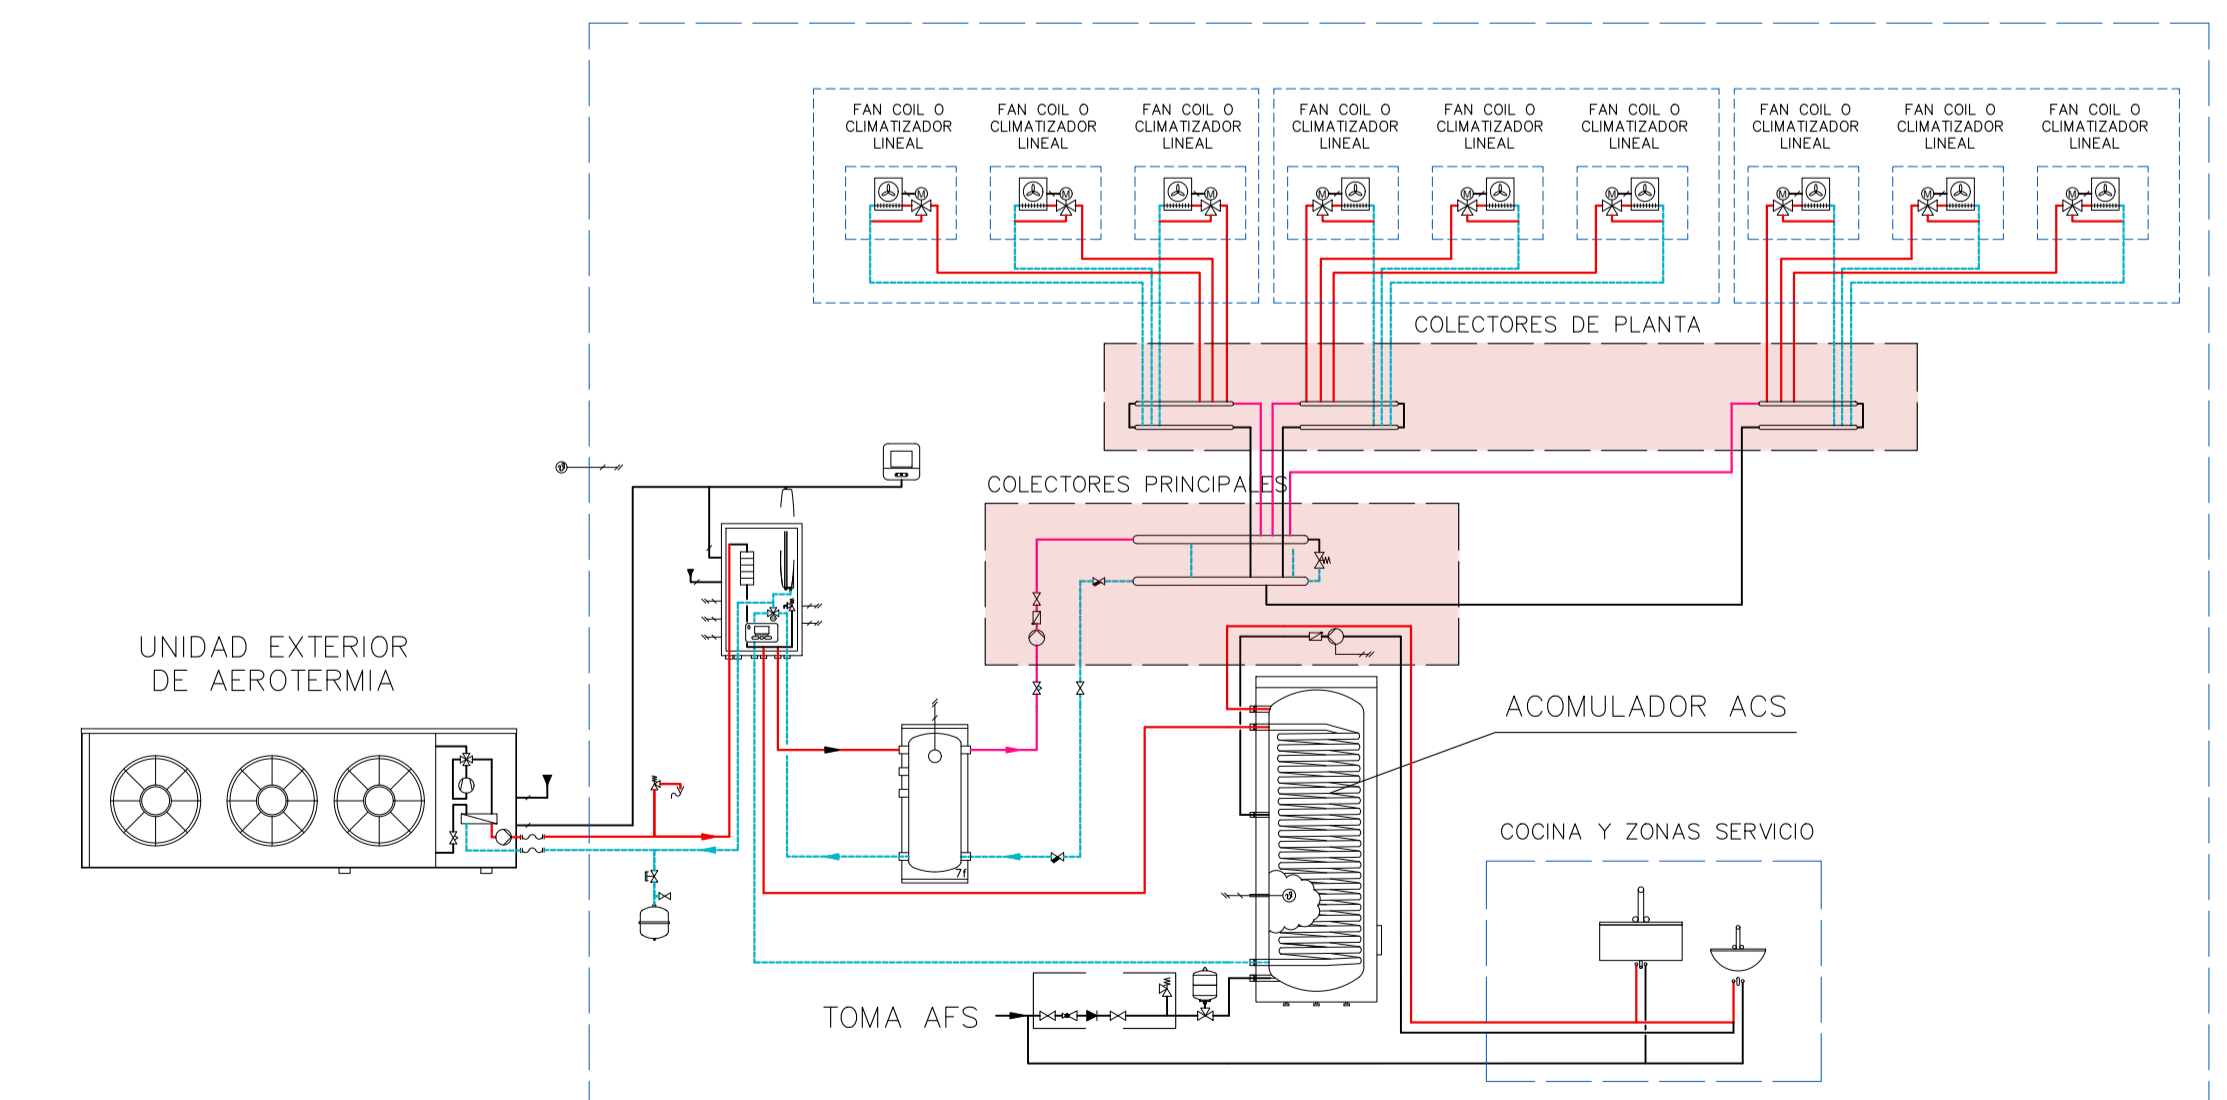 FAN COIL O
CLIMATIZADOR
LINEAL
FAN COIL O
CLIMATIZADOR
LINEAL
FAN COIL O
CLIMATIZADOR
LINEAL
FAN COIL O
CLIMATIZADOR
LINEAL
FAN COIL O
CLIMATIZADOR
LINEAL
FAN COIL O
CLIMATIZADOR
LINEAL
FAN COIL O
CLIMATIZADOR
LINEAL
FAN COIL O
CLIMATIZADOR
LINEAL
FAN COIL O
CLIMATIZADOR
LINEAL
M
M
M
M
M
M
M
M
M
COLECTORES DE PLANTA
COLECTORES PRINCIPALES
UNIDAD EXTERIOR
DE AEROTERMIA
ACOMULADOR ACS
COCINA Y ZONAS SERVICIO
7f
TOMA AFS